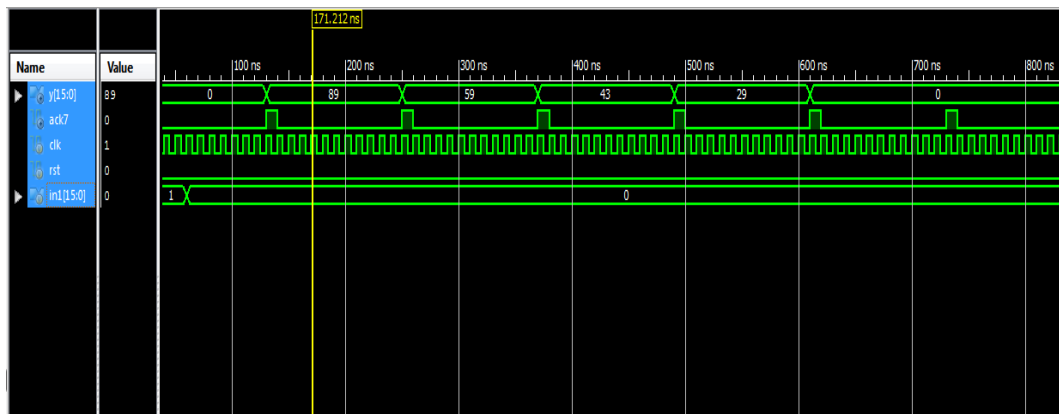 171.212 ns
Name Value
100 ns 200 ns 300 ns 400 ns 500 ns 600 ns 700 ns 800 ns
y[15:0] 89 0 89 59 43 29 0
ack7 0
clk 1
rst 0
in1[15:0] 0 1 0